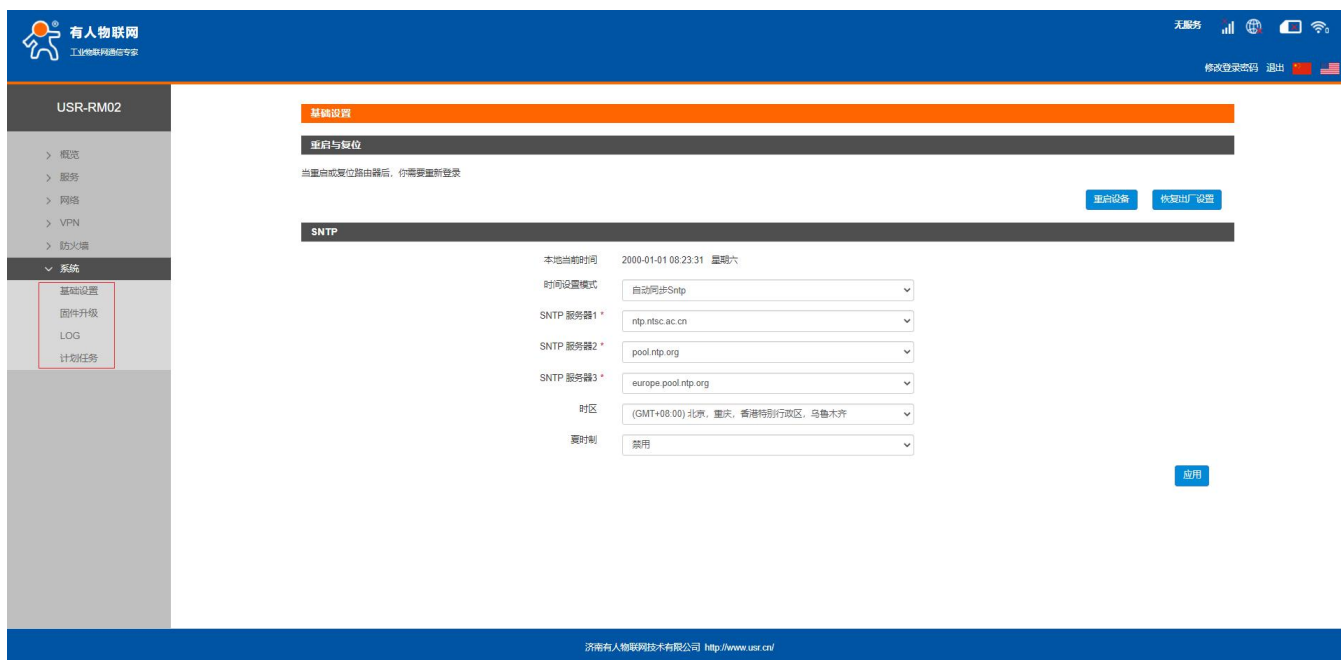 有人物联网
®
工业物联网通信专家
无服务
修改登录密码 退出
USR-RM02
概览
服务
网络
VPN
防火墙
系统
基础设置
固件升级
LOG
计划任务
基础设置
重启与复位
当重启或复位路由器后，你需要重新登录
重启设备 恢复出厂设置
SNTP
本地当前时间 2000-01-01 08:23:31 星期六
时间设置模式 自动同步Sntp
SNTP 服务器1 * ntp.ntsc.ac.cn
SNTP 服务器2 * pool.ntp.org
SNTP 服务器3 * europe.pool.ntp.org
时区 (GMT+08:00) 北京，重庆，香港特别行政区，乌鲁木齐
夏时制 禁用
应用
济南有人物联网技术有限公司 http://www.usr.cn/